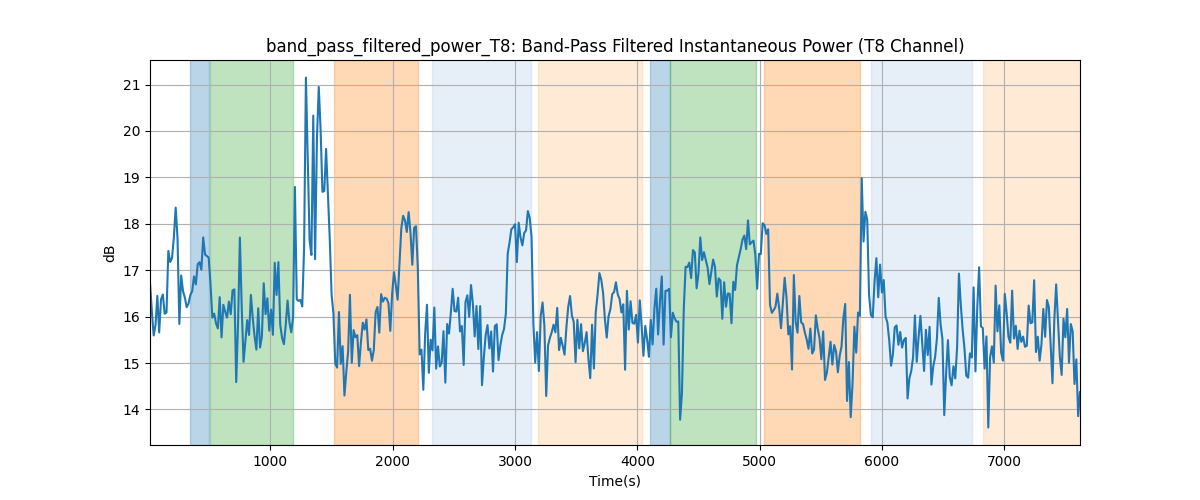 band_pass_filtered_power_T8: Band-Pass Filtered Instantaneous Power (T8 Channel)
21
20
19
18
17
16
15
14
dB
1000 2000 3000 4000 5000 6000 7000
Time(s)